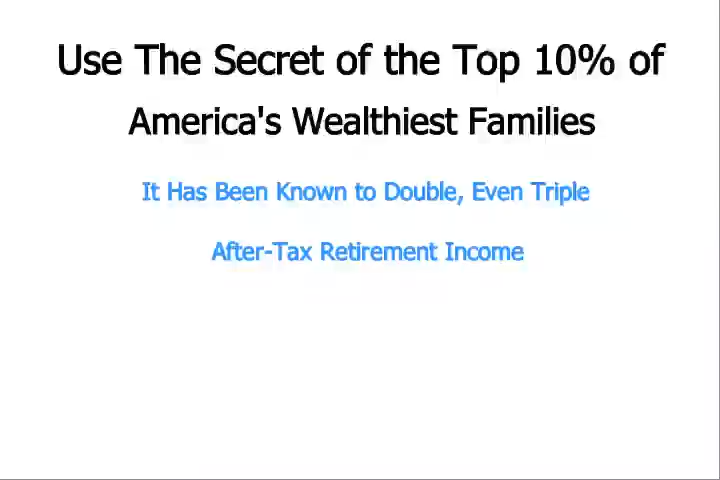 Use The Secret of the Top 10% of
America's Wealthiest Families
It Has Been Known to Double, Even Triple
After-Tax Retirement Income